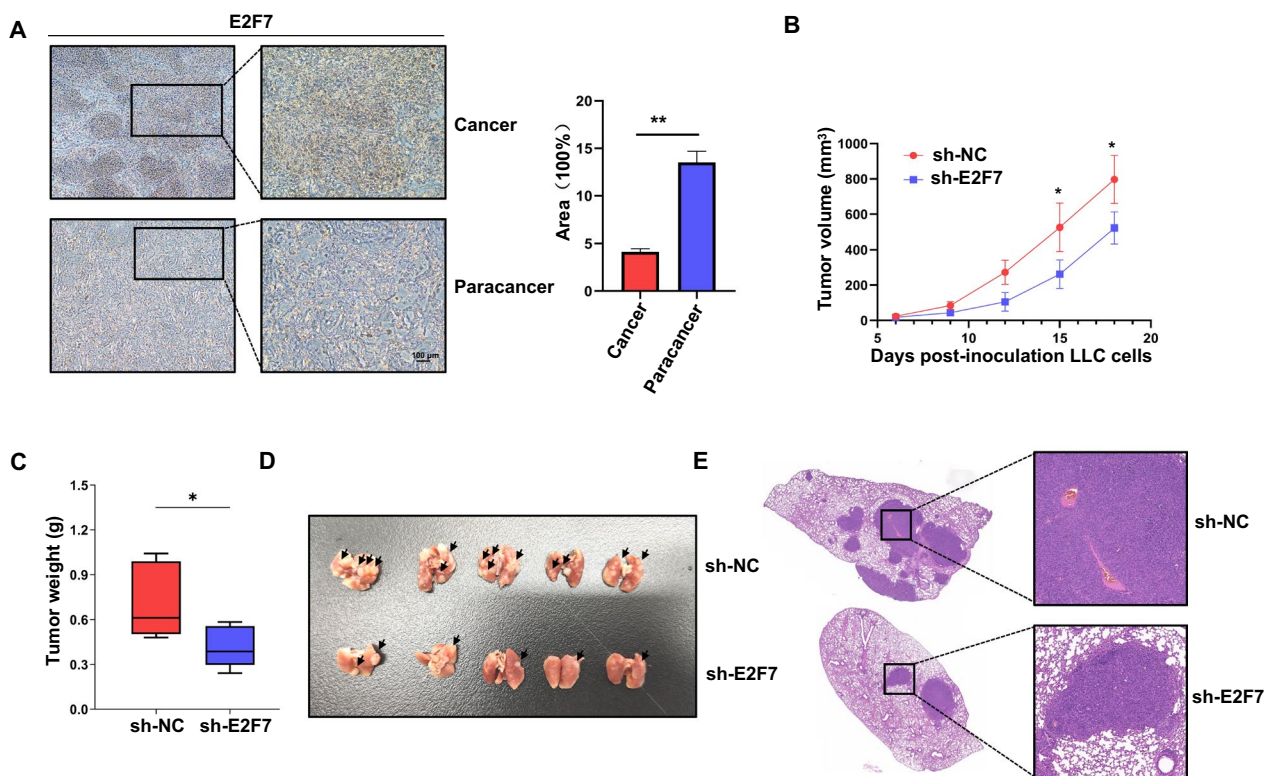 A
E2F7
Cancer
Paracancer
100 μm
Area（100%）
20
15
10
5
0
**
Cancer
Paracancer
B
Tumor volume (mm³)
1000
800
600
400
200
0
sh-NC
sh-E2F7
*
*
5
10
15
20
Days post-inoculation LLC cells
C
Tumor weight (g)
1.5
1.2
0.9
0.6
0.3
0.0
*
sh-NC
sh-E2F7
D
sh-NC
sh-E2F7
E
sh-NC
sh-E2F7